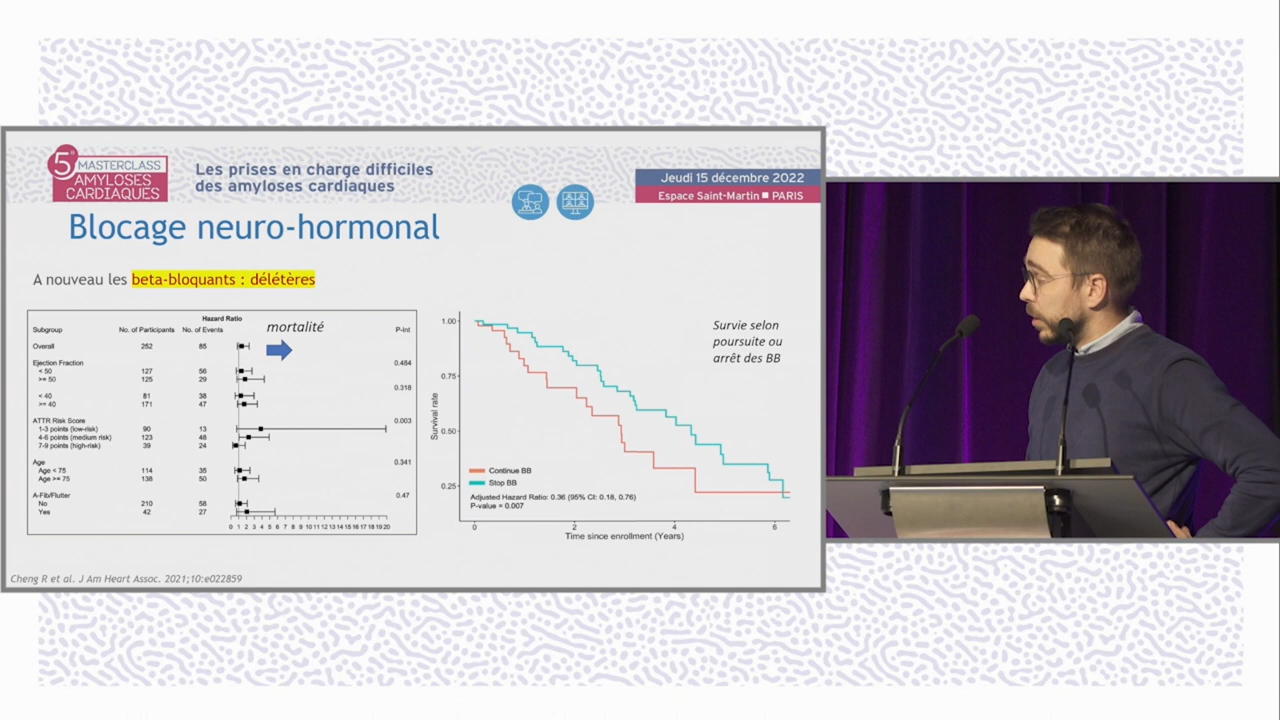 5e MASTERCLASS
AMYLOSES
CARDIAQUES
Les prises en charge difficiles
des amyloses cardiaques
Jeudi 15 décembre 2022
Espace Saint-Martin ■ PARIS
Blocage neuro-hormonal
A nouveau les beta-bloquants : délétères
Hazard Ratio
Subgroup No. of Participants No. of Events mortalité P-int
Overall 252 85
Ejection Fraction 0.484
< 50 127 56
>= 50 125 29
0.318
< 40 81 38
>= 40 171 47
ATTR Risk Score 0.003
1-3 points (low-risk) 90 13
4-6 points (medium risk) 123 48
7-9 points (high-risk) 39 24
Age 0.341
Age < 75 114 35
Age >= 75 138 50
A-Fib/Flutter 0.47
No 210 58
Yes 42 27
0 1 2 3 4 5 6 7 8 9 10 11 12 13 14 15 16 17 18 19 20
Survie selon
poursuite ou
arrêt des BB
1.00
0.75
0.50
0.25
Survival rate
Continue BB
Stop BB
Adjusted Hazard Ratio: 0.36 (95% CI: 0.18, 0.76)
P-value = 0.007
0 2 4 6
Time since enrollment (Years)
Cheng R et al. J Am Heart Assoc. 2021;10:e022859